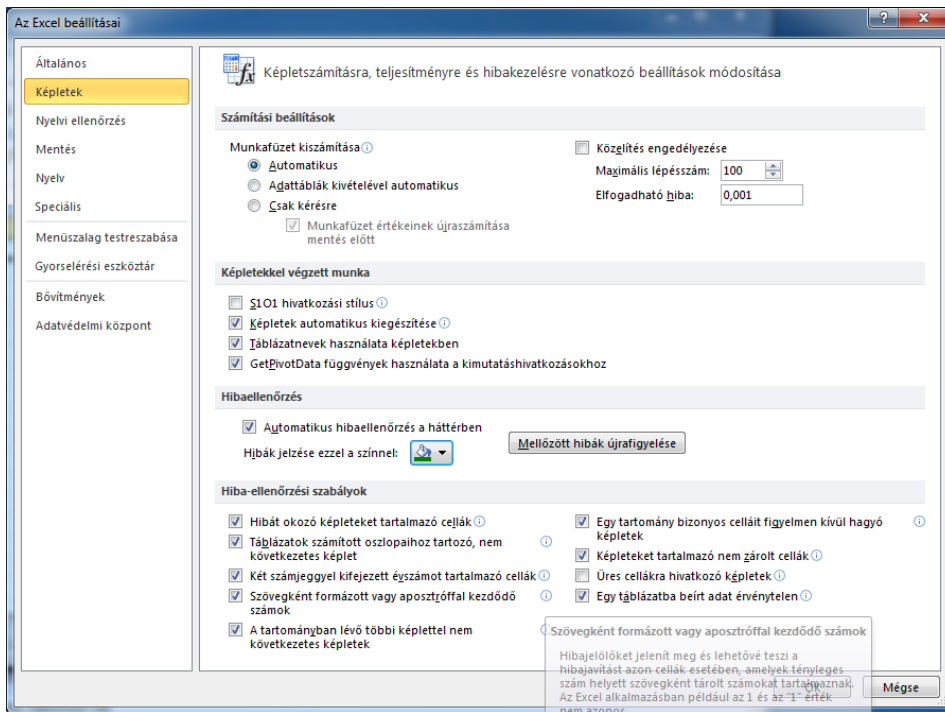 Az Excel beállításai
Általános
Képletek
Nyelvi ellenőrzés
Mentés
Nyelv
Speciális
Menüszalag testreszabása
Gyorselérési eszköztár
Bővítmények
Adatvédelmi központ
Képletszámításra, teljesítményre és hibakezelésre vonatkozó beállítások módosítása
Számítási beállítások
Munkafüzet kiszámítása
Automatikus
Adattáblák kivételével automatikus
Csak kérésre
Munkafüzet értékeinek újraszámítása
mentés előtt
Közelítés engedélyezése
Maximális lépésszám: 100
Elfogadható hiba: 0,001
Képletekkel végzett munka
S1O1 hivatkozási stílus
Képletek automatikus kiegészítése
Táblázatnevek használata képletekben
GetPivotData függvények használata a kimutatáshivatkozásokhoz
Hibaellenőrzés
Automatikus hibaellenőrzés a háttérben
Hibák jelzése ezzel a színnel:
Mellőzött hibák újrafigyelése
Hiba-ellenőrzési szabályok
Hibát okozó képleteket tartalmazó cellák
Táblázatok számított oszlopaihoz tartozó, nem
következetes képlet
Két számjeggyel kifejezett évszámot tartalmazó cellák
Szövegként formázott vagy aposztróffal kezdődő
számok
A tartományban lévő többi képlettel nem
következetes képletek
Egy tartomány bizonyos celláit figyelmen kívül hagyó
képletek
Képleteket tartalmazó nem zárolt cellák
Üres cellákra hivatkozó képletek
Egy táblázatba beírt adat érvénytelen
Szövegként formázott vagy aposztróffal kezdődő számok
Hibajelölőket jelenít meg és lehetővé teszi a
hibajavítást azon cellák esetében, amelyek tényleges
szám helyett szövegként tárolt számokat tartalmaznak.
Az Excel alkalmazásban például az 1 és az "1" érték
nem azonos.
OK
Mégse